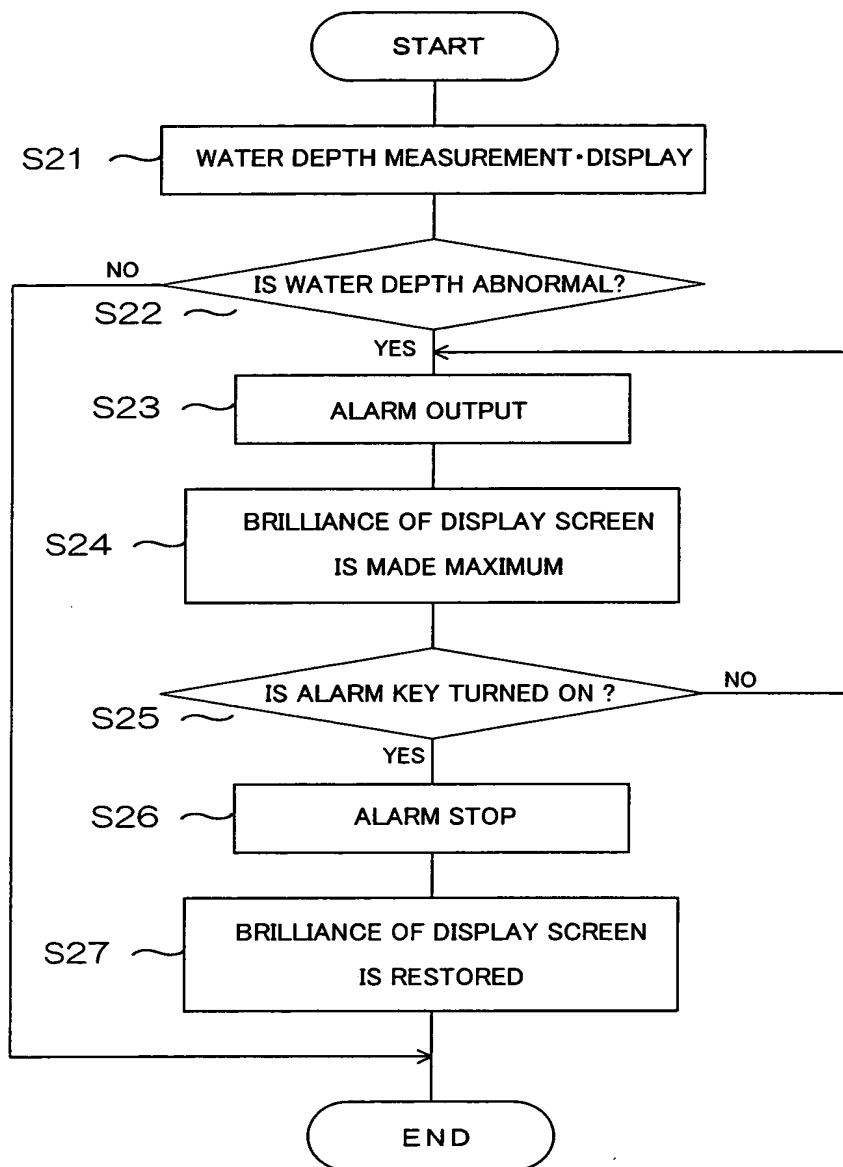 START
S21
WATER DEPTH MEASUREMENT・DISPLAY
NO
IS WATER DEPTH ABNORMAL?
S22
YES
S23
ALARM OUTPUT
S24
BRILLIANCE OF DISPLAY SCREEN
IS MADE MAXIMUM
IS ALARM KEY TURNED ON ?
NO
S25
YES
S26
ALARM STOP
S27
BRILLIANCE OF DISPLAY SCREEN
IS RESTORED
END